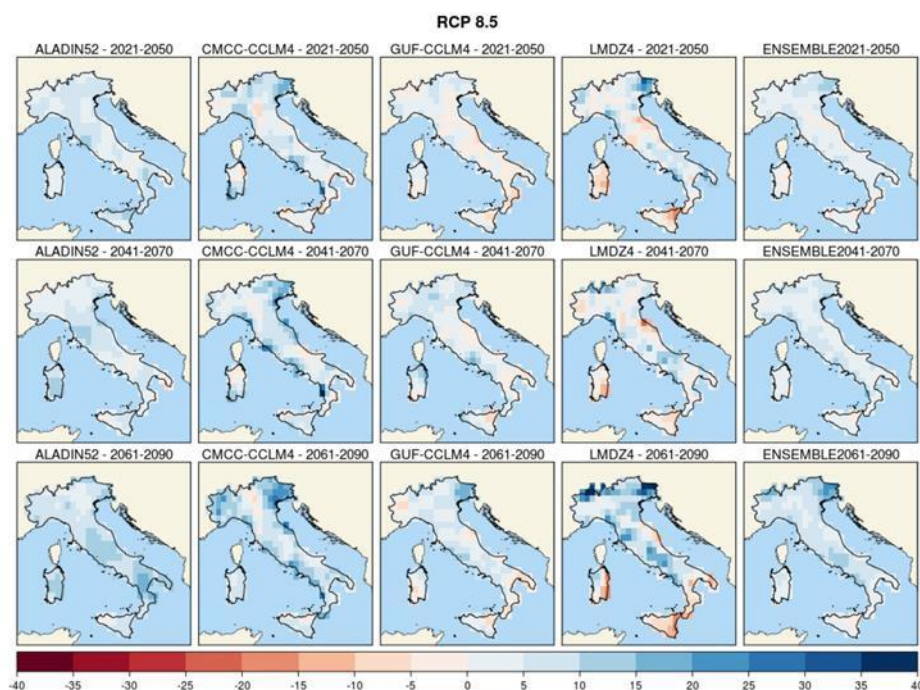 RCP 8.5
ALADIN52 - 2021-2050 CMCC-CCLM4 - 2021-2050 GUF-CCLM4 - 2021-2050 LMDZ4 - 2021-2050 ENSEMBLE2021-2050
ALADIN52 - 2041-2070 CMCC-CCLM4 - 2041-2070 GUF-CCLM4 - 2041-2070 LMDZ4 - 2041-2070 ENSEMBLE2041-2070
ALADIN52 - 2061-2090 CMCC-CCLM4 - 2061-2090 GUF-CCLM4 - 2061-2090 LMDZ4 - 2061-2090 ENSEMBLE2061-2090
-40 -35 -30 -25 -20 -15 -10 -5 0 5 10 15 20 25 30 35 40